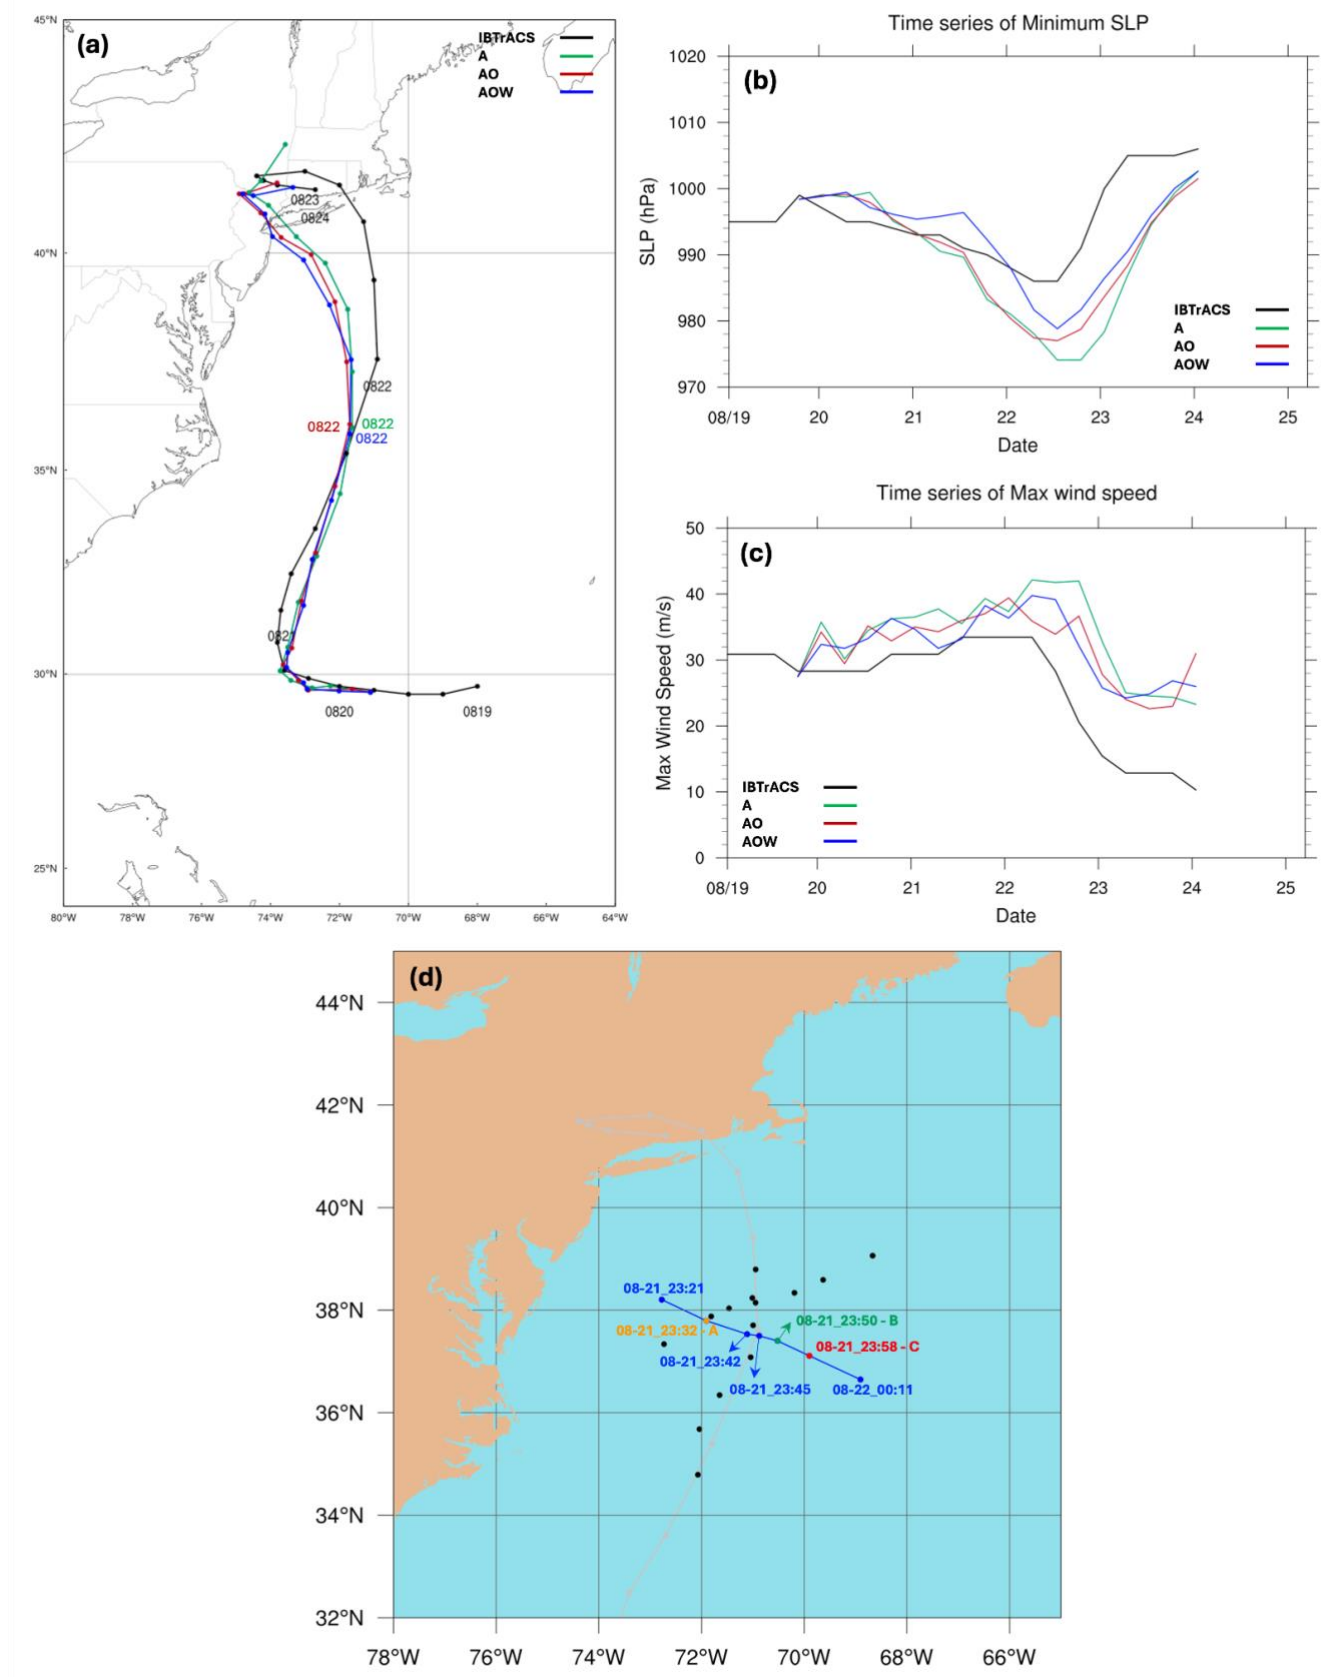 (a)
IBTrACS
A
AO
AOW
45°N
40°N
35°N
30°N
25°N
0823
0824
0822
0822
0822
0822
0821
0820
0819
80°W
78°W
76°W
74°W
72°W
70°W
68°W
66°W
64°W
Time series of Minimum SLP
(b)
SLP (hPa)
1020
1010
1000
990
980
970
IBTrACS
A
AO
AOW
08/19
20
21
22
23
24
25
Date
Time series of Max wind speed
(c)
Max Wind Speed (m/s)
50
40
30
20
10
0
IBTrACS
A
AO
AOW
08/19
20
21
22
23
24
25
Date
(d)
44°N
42°N
40°N
38°N
36°N
34°N
32°N
08-21_23:21
08-21_23:32 - A
08-21_23:50 - B
08-21_23:58 - C
08-21_23:42
08-21_23:45
08-22_00:11
78°W
76°W
74°W
72°W
70°W
68°W
66°W